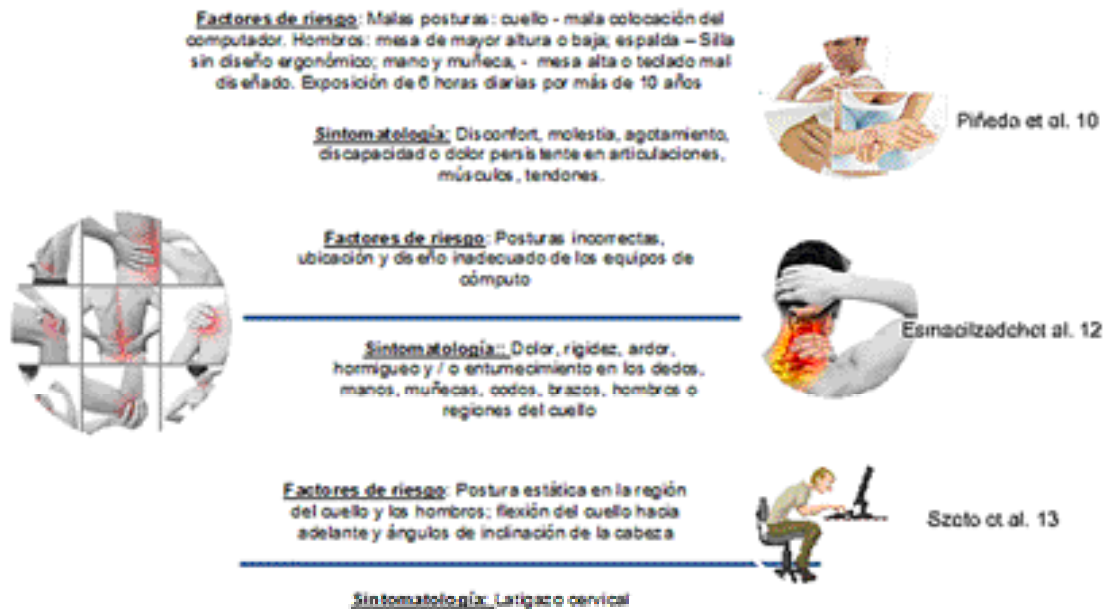 Factores de riesgo: Malas posturas: cuello - mala colocación del
computador. Hombros: mesa de mayor altura o baja; espalda – Silla
sin diseño ergonómico; mano y muñeca, - mesa alta o teclado mal
diseñado. Exposición de 6 horas diarias por más de 10 años
Piñeda et al. 10
Sintomatología: Disconfort, molestia, agotamiento,
discapacidad o dolor persistente en articulaciones,
músculos, tendones.
Factores de riesgo: Posturas incorrectas,
ubicación y diseño inadecuado de los equipos de
cómputo
Esmaeilzadehet al. 12
Sintomatología:: Dolor, rigidez, ardor,
hormigueo y / o entumecimiento en los dedos,
manos, muñecas, codos, brazos, hombros o
regiones del cuello
Factores de riesgo: Postura estática en la región
del cuello y los hombros; flexión del cuello hacia
adelante y ángulos de inclinación de la cabeza
Szeto et al. 13
Sintomatología: Latigazo cervical